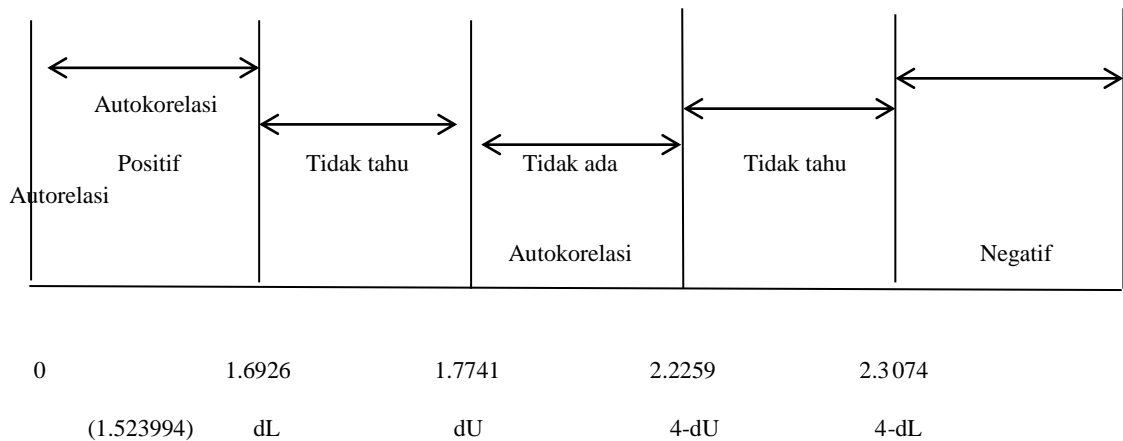 Autokorelasi
Positif Tidak tahu Tidak ada Tidak tahu
Autorelasi
Autokorelasi Negatif
0 1.6926 1.7741 2.2259 2.3074
(1.523994) dL dU 4-dU 4-dL